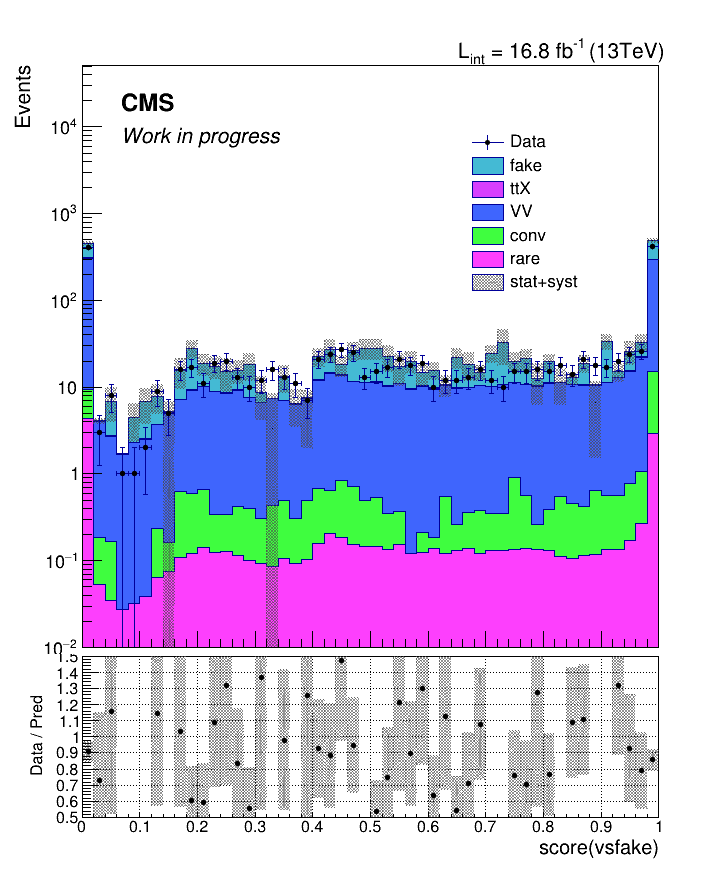 L_int = 16.8 fb^-1 (13TeV)
Events
CMS
Work in progress
Data
fake
ttX
VV
conv
rare
stat+syst
10^4
10^3
10^2
10
1
10^-1
10^-2
Data / Pred
1.5
1.4
1.3
1.2
1.1
1
0.9
0.8
0.7
0.6
0.5
0 0.1 0.2 0.3 0.4 0.5 0.6 0.7 0.8 0.9 1
score(vsfake)